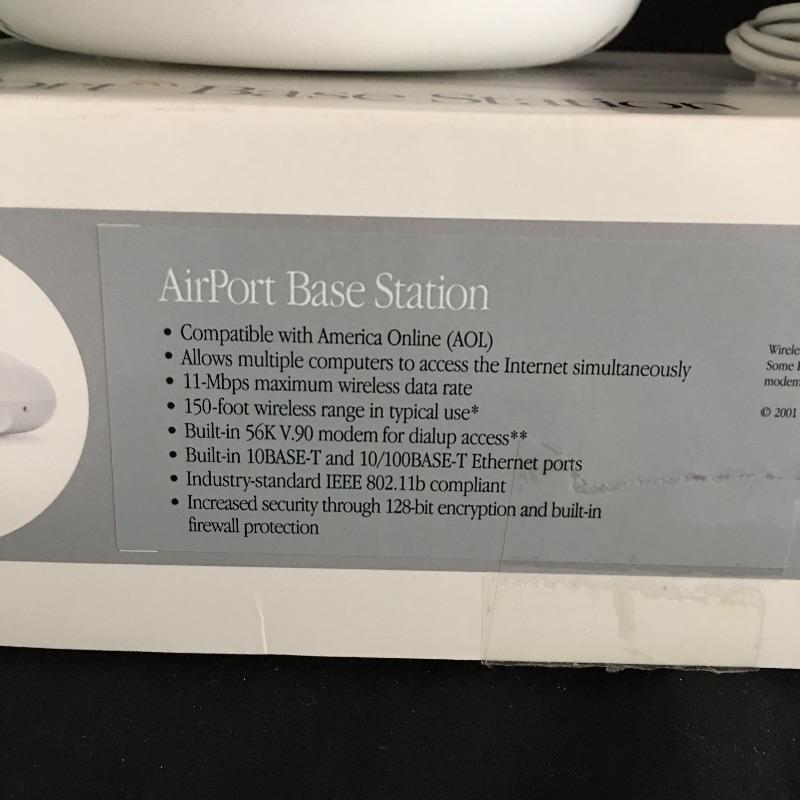 Base Station
AirPort Base Station
• Compatible with America Online (AOL)
• Allows multiple computers to access the Internet simultaneously
• 11-Mbps maximum wireless data rate
• 150-foot wireless range in typical use*
• Built-in 56K V.90 modem for dialup access**
• Built-in 10BASE-T and 10/100BASE-T Ethernet ports
• Industry-standard IEEE 802.11b compliant
• Increased security through 128-bit encryption and built-in
firewall protection
Some
© 2001